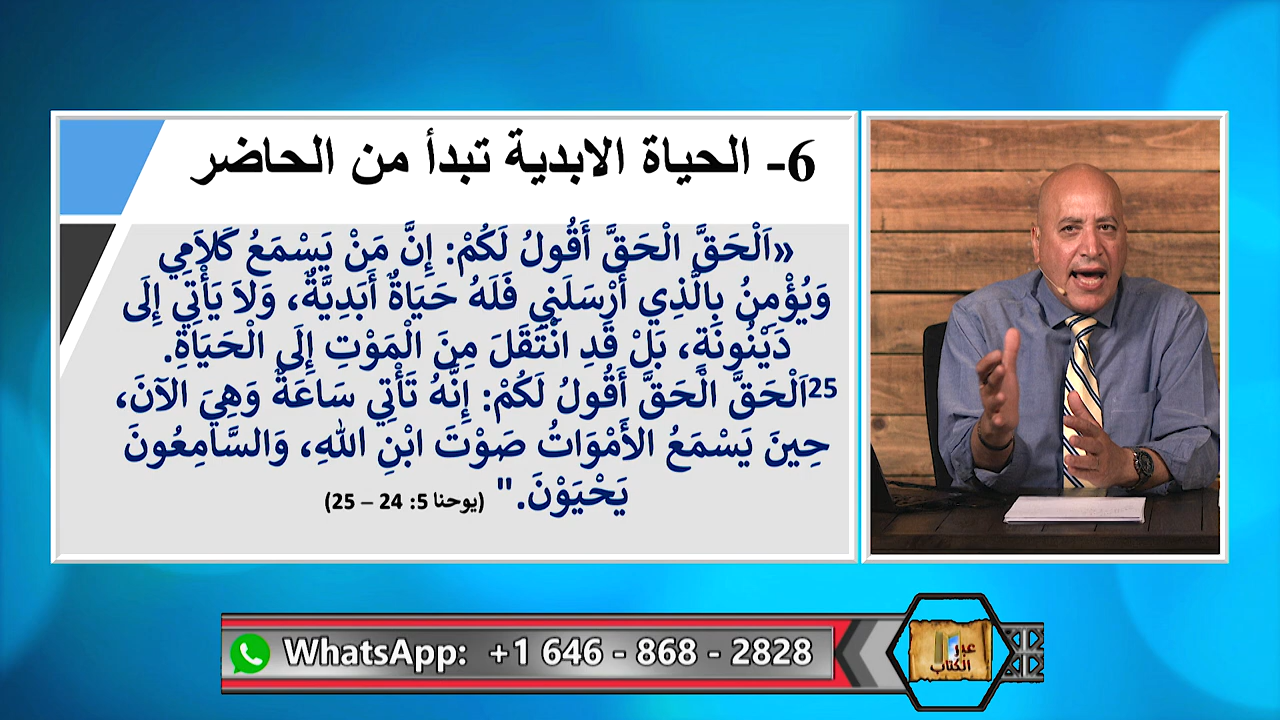 6- الحياة الابدية تبدأ من الحاضر
«اَلْحَقَّ الْحَقَّ أَقُولُ لَكُمْ: إِنَّ مَنْ يَسْمَعُ كَلاَمِي
وَيُؤْمِنُ بِالَّذِي أَرْسَلَنِي فَلَهُ حَيَاةٌ أَبَدِيَّةٌ، وَلاَ يَأْتِي إِلَى
دَيْنُونَةٍ، بَلْ قَدِ انْتَقَلَ مِنَ الْمَوْتِ إِلَى الْحَيَاةِ.
25اَلْحَقَّ الْحَقَّ أَقُولُ لَكُمْ: إِنَّهُ تَأْتِي سَاعَةٌ وَهِيَ الآنَ،
حِينَ يَسْمَعُ الأَمْوَاتُ صَوْتَ ابْنِ اللهِ، وَالسَّامِعُونَ
يَحْيَوْنَ." (يوحنا 5: 24 – 25)
WhatsApp: +1 646 - 868 - 2828
عبر
الكتاب